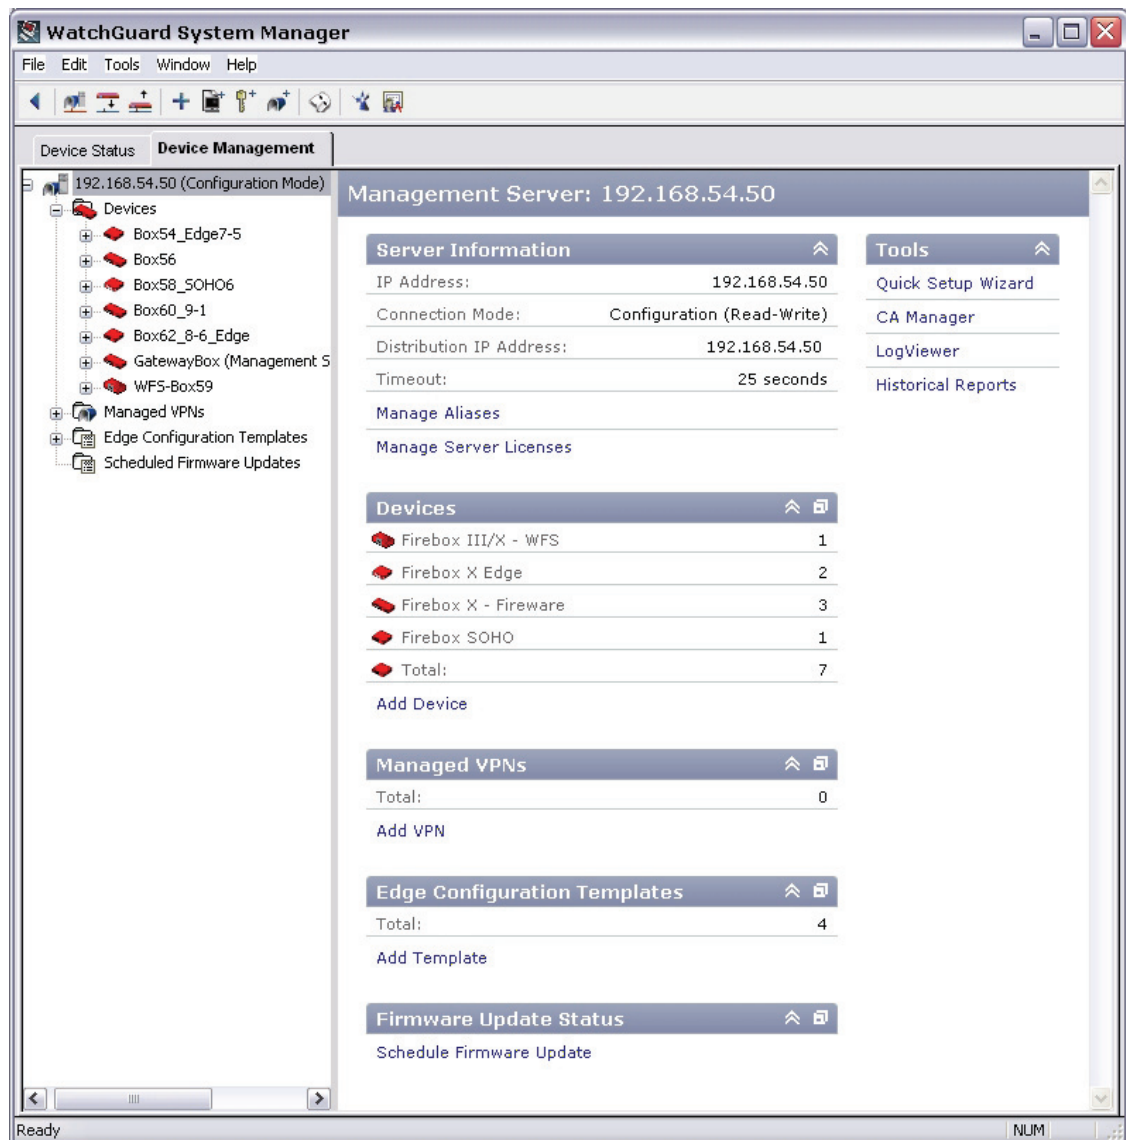 WatchGuard System Manager
File Edit Tools Window Help
Device Status Device Management
192.168.54.50 (Configuration Mode)
Devices
Box54_Edge7-5
Box56
Box58_SOHO6
Box60_9-1
Box62_8-6_Edge
GatewayBox (Management S
WFS-Box59
Managed VPNs
Edge Configuration Templates
Scheduled Firmware Updates
Management Server: 192.168.54.50
Server Information
IP Address: 192.168.54.50
Connection Mode: Configuration (Read-Write)
Distribution IP Address: 192.168.54.50
Timeout: 25 seconds
Manage Aliases
Manage Server Licenses
Devices
Firebox III/X - WFS 1
Firebox X Edge 2
Firebox X - Fireware 3
Firebox SOHO 1
Total: 7
Add Device
Managed VPNs
Total: 0
Add VPN
Edge Configuration Templates
Total: 4
Add Template
Firmware Update Status
Schedule Firmware Update
Tools
Quick Setup Wizard
CA Manager
LogViewer
Historical Reports
Ready NUM